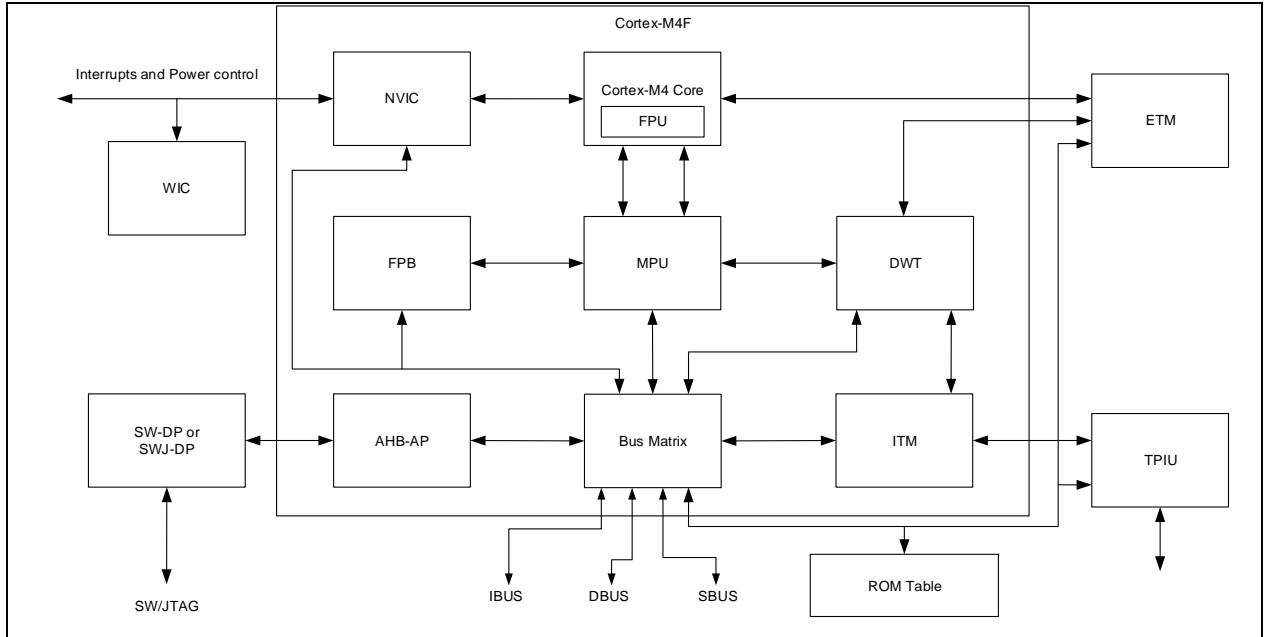 Cortex-M4F
Interrupts and Power control
NVIC
Cortex-M4 Core
FPU
ETM
WIC
FPB
MPU
DWT
SW-DP or
SWJ-DP
AHB-AP
Bus Matrix
ITM
TPIU
IBUS
DBUS
SBUS
ROM Table
SW/JTAG